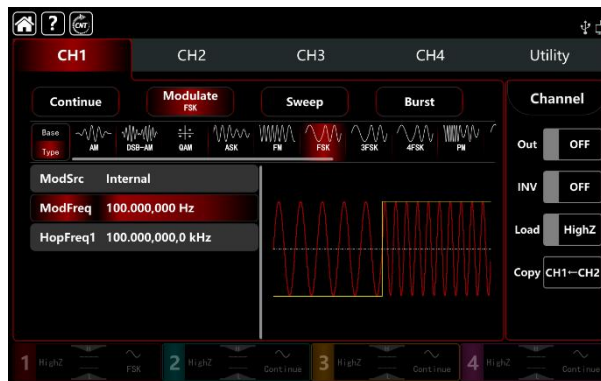 ? CNT
CH1 CH2 CH3 CH4 Utility
Continue Modulate Sweep Burst Channel
FSK
Base
Type
AM DSB-AM QAM ASK FM FSK 3FSK 4FSK PM
Out OFF
ModSrc Internal
INV OFF
ModFreq 100.000,000 Hz
Load HighZ
HopFreq1 100.000,000,0 kHz
Copy CH1←CH2
1 HighZ FSK 2 HighZ Continue 3 HighZ Continue 4 HighZ Continue